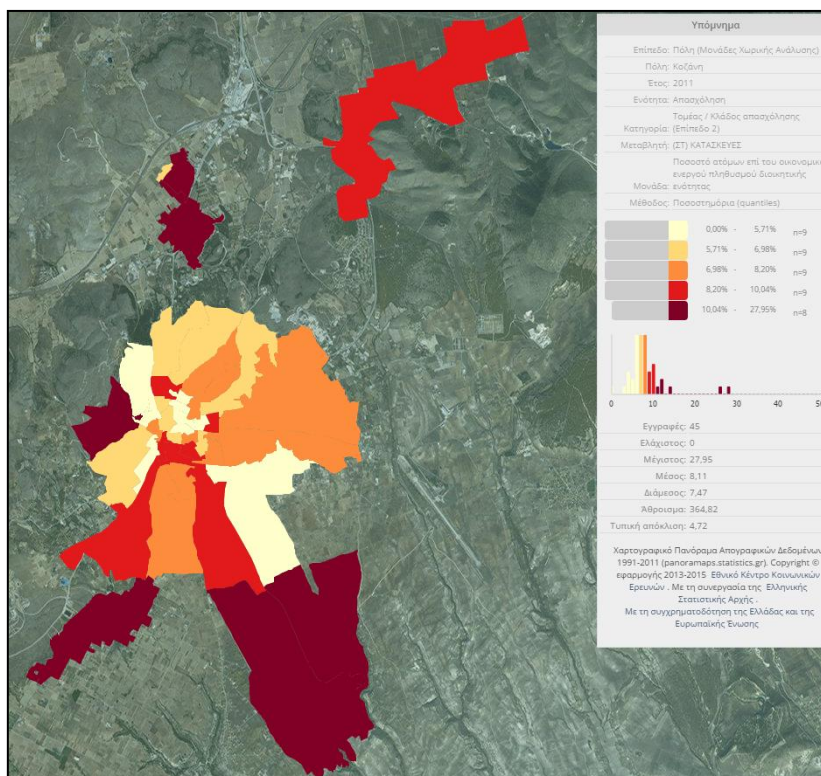 Υπόμνημα
Επίπεδο: Πόλη (Μονάδες Χωρικής Ανάλυσης)
Πόλη: Κοζάνη
Έτος: 2011
Ενότητα: Απασχόληση
Τομέας / Κλάδος απασχόλησης
Κατηγορία: (Επίπεδο 2)
Μεταβλητή: (ΣΤ) ΚΑΤΑΣΚΕΥΕΣ
Ποσοστό ατόμων επί του οικονομικ
ενεργού πληθυσμού διοικητικής
Μονάδα: ενότητας
Μέθοδος: Ποσοστημόρια (quantiles)
0,00% - 5,71% n=9
5,71% - 6,98% n=9
6,98% - 8,20% n=9
8,20% - 10,04% n=9
10,04% - 27,95% n=8
0 10 20 30 40 50
Εγγραφές: 45
Ελάχιστος: 0
Μέγιστος: 27,95
Μέσος: 8,11
Διάμεσος: 7,47
Άθροισμα: 364,82
Τυπική απόκλιση: 4,72
Χαρτογραφικό Πανόραμα Απογραφικών Δεδομένων
1991-2011 (panoramaps.statistics.gr). Copyright ©
εφαρμογής 2013-2015 Εθνικό Κέντρο Κοινωνικών
Ερευνών . Με τη συνεργασία της Ελληνικής
Στατιστικής Αρχής .
Με τη συγχρηματοδότηση της Ελλάδας και της
Ευρωπαϊκής Ένωσης